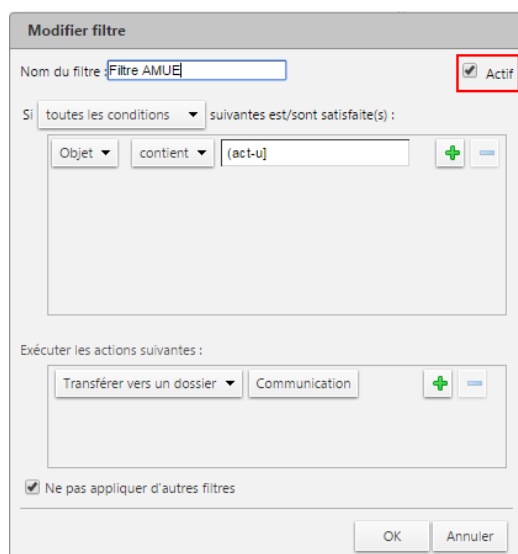 Modifier filtre
Nom du filtre : Filtre AMUE
Actif
Si toutes les conditions suivantes est/sont satisfaite(s) :
Objet contient (act-u]
Exécuter les actions suivantes :
Transférer vers un dossier Communication
Ne pas appliquer d'autres filtres
OK Annuler